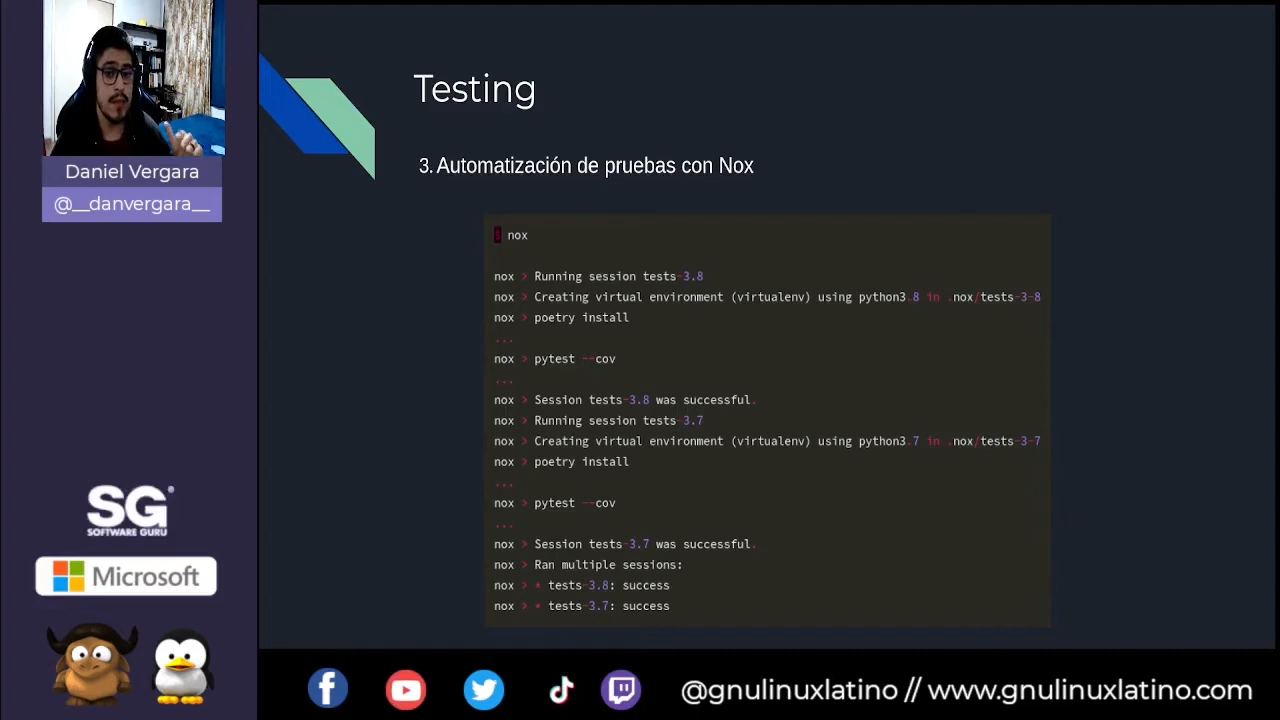 Testing
3. Automatización de pruebas con Nox
$ nox
nox > Running session tests-3.8
nox > Creating virtual environment (virtualenv) using python3.8 in .nox/tests-3-8
nox > poetry install
...
nox > pytest --cov
...
nox > Session tests-3.8 was successful.
nox > Running session tests-3.7
nox > Creating virtual environment (virtualenv) using python3.7 in .nox/tests-3-7
nox > poetry install
...
nox > pytest --cov
...
nox > Session tests-3.7 was successful.
nox > Ran multiple sessions:
nox > * tests-3.8: success
nox > * tests-3.7: success
Daniel Vergara
@__danvergara__
SG
SOFTWARE GURU
Microsoft
@gnulinuxlatino // www.gnulinuxlatino.com